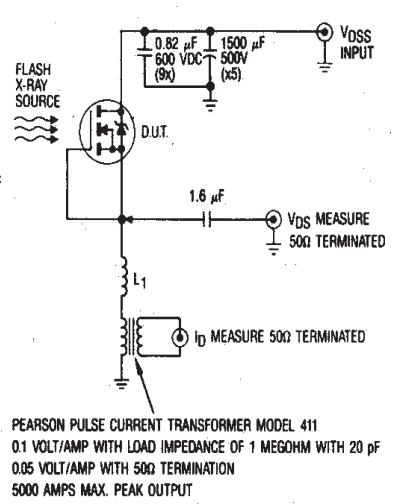 0.82 μF
600 VDC
(9x)
1500 μF
500V
(x5)
VDSS
INPUT
FLASH
X-RAY
SOURCE
D.U.T.
1.6 μF
VDS MEASURE
50Ω TERMINATED
L1
ID MEASURE 50Ω TERMINATED
PEARSON PULSE CURRENT TRANSFORMER MODEL 411
0.1 VOLT/AMP WITH LOAD IMPEDANCE OF 1 MEGOHM WITH 20 pF
0.05 VOLT/AMP WITH 50Ω TERMINATION
5000 AMPS MAX. PEAK OUTPUT